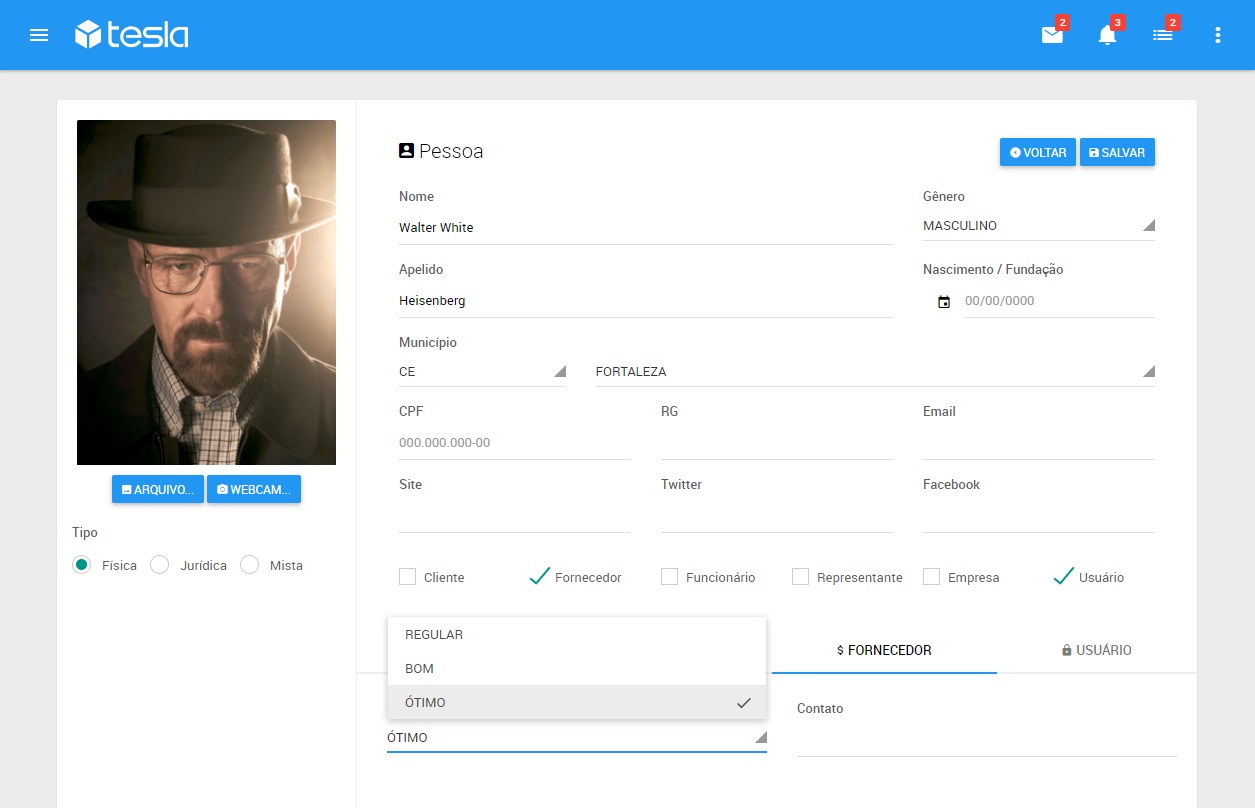 tesla
2
3
2
Pessoa
VOLTAR
SALVAR
Nome
Gênero
Walter White
MASCULINO
Apelido
Nascimento / Fundação
Heisenberg
00/00/0000
Município
CE
FORTALEZA
CPF
RG
Email
000.000.000-00
Site
Twitter
Facebook
ARQUIVO...
WEBCAM...
Tipo
Física
Jurídica
Mista
Cliente
Fornecedor
Funcionário
Representante
Empresa
Usuário
REGULAR
BOM
ÓTIMO
$ FORNECEDOR
USUÁRIO
ÓTIMO
Contato